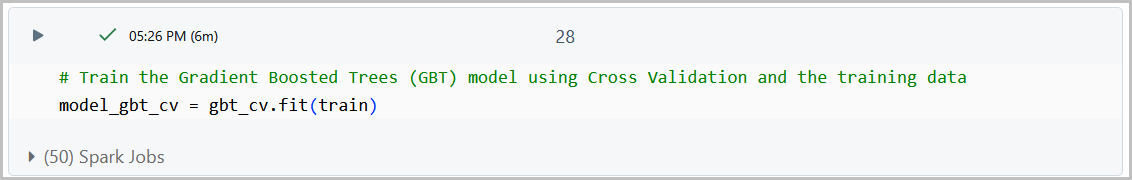 05:26 PM (6m) 28
# Train the Gradient Boosted Trees (GBT) model using Cross Validation and the training data
model_gbt_cv = gbt_cv.fit(train)
(50) Spark Jobs